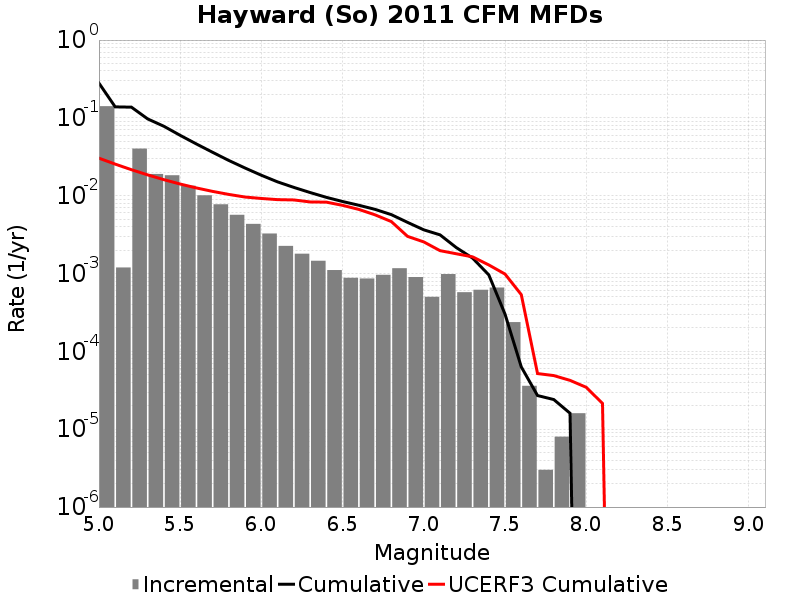 Hayward (So) 2011 CFM MFDs
10^0
10^-1
10^-2
10^-3
10^-4
10^-5
10^-6
Rate (1/yr)
5.0 5.5 6.0 6.5 7.0 7.5 8.0 8.5 9.0
Magnitude
Incremental Cumulative UCERF3 Cumulative